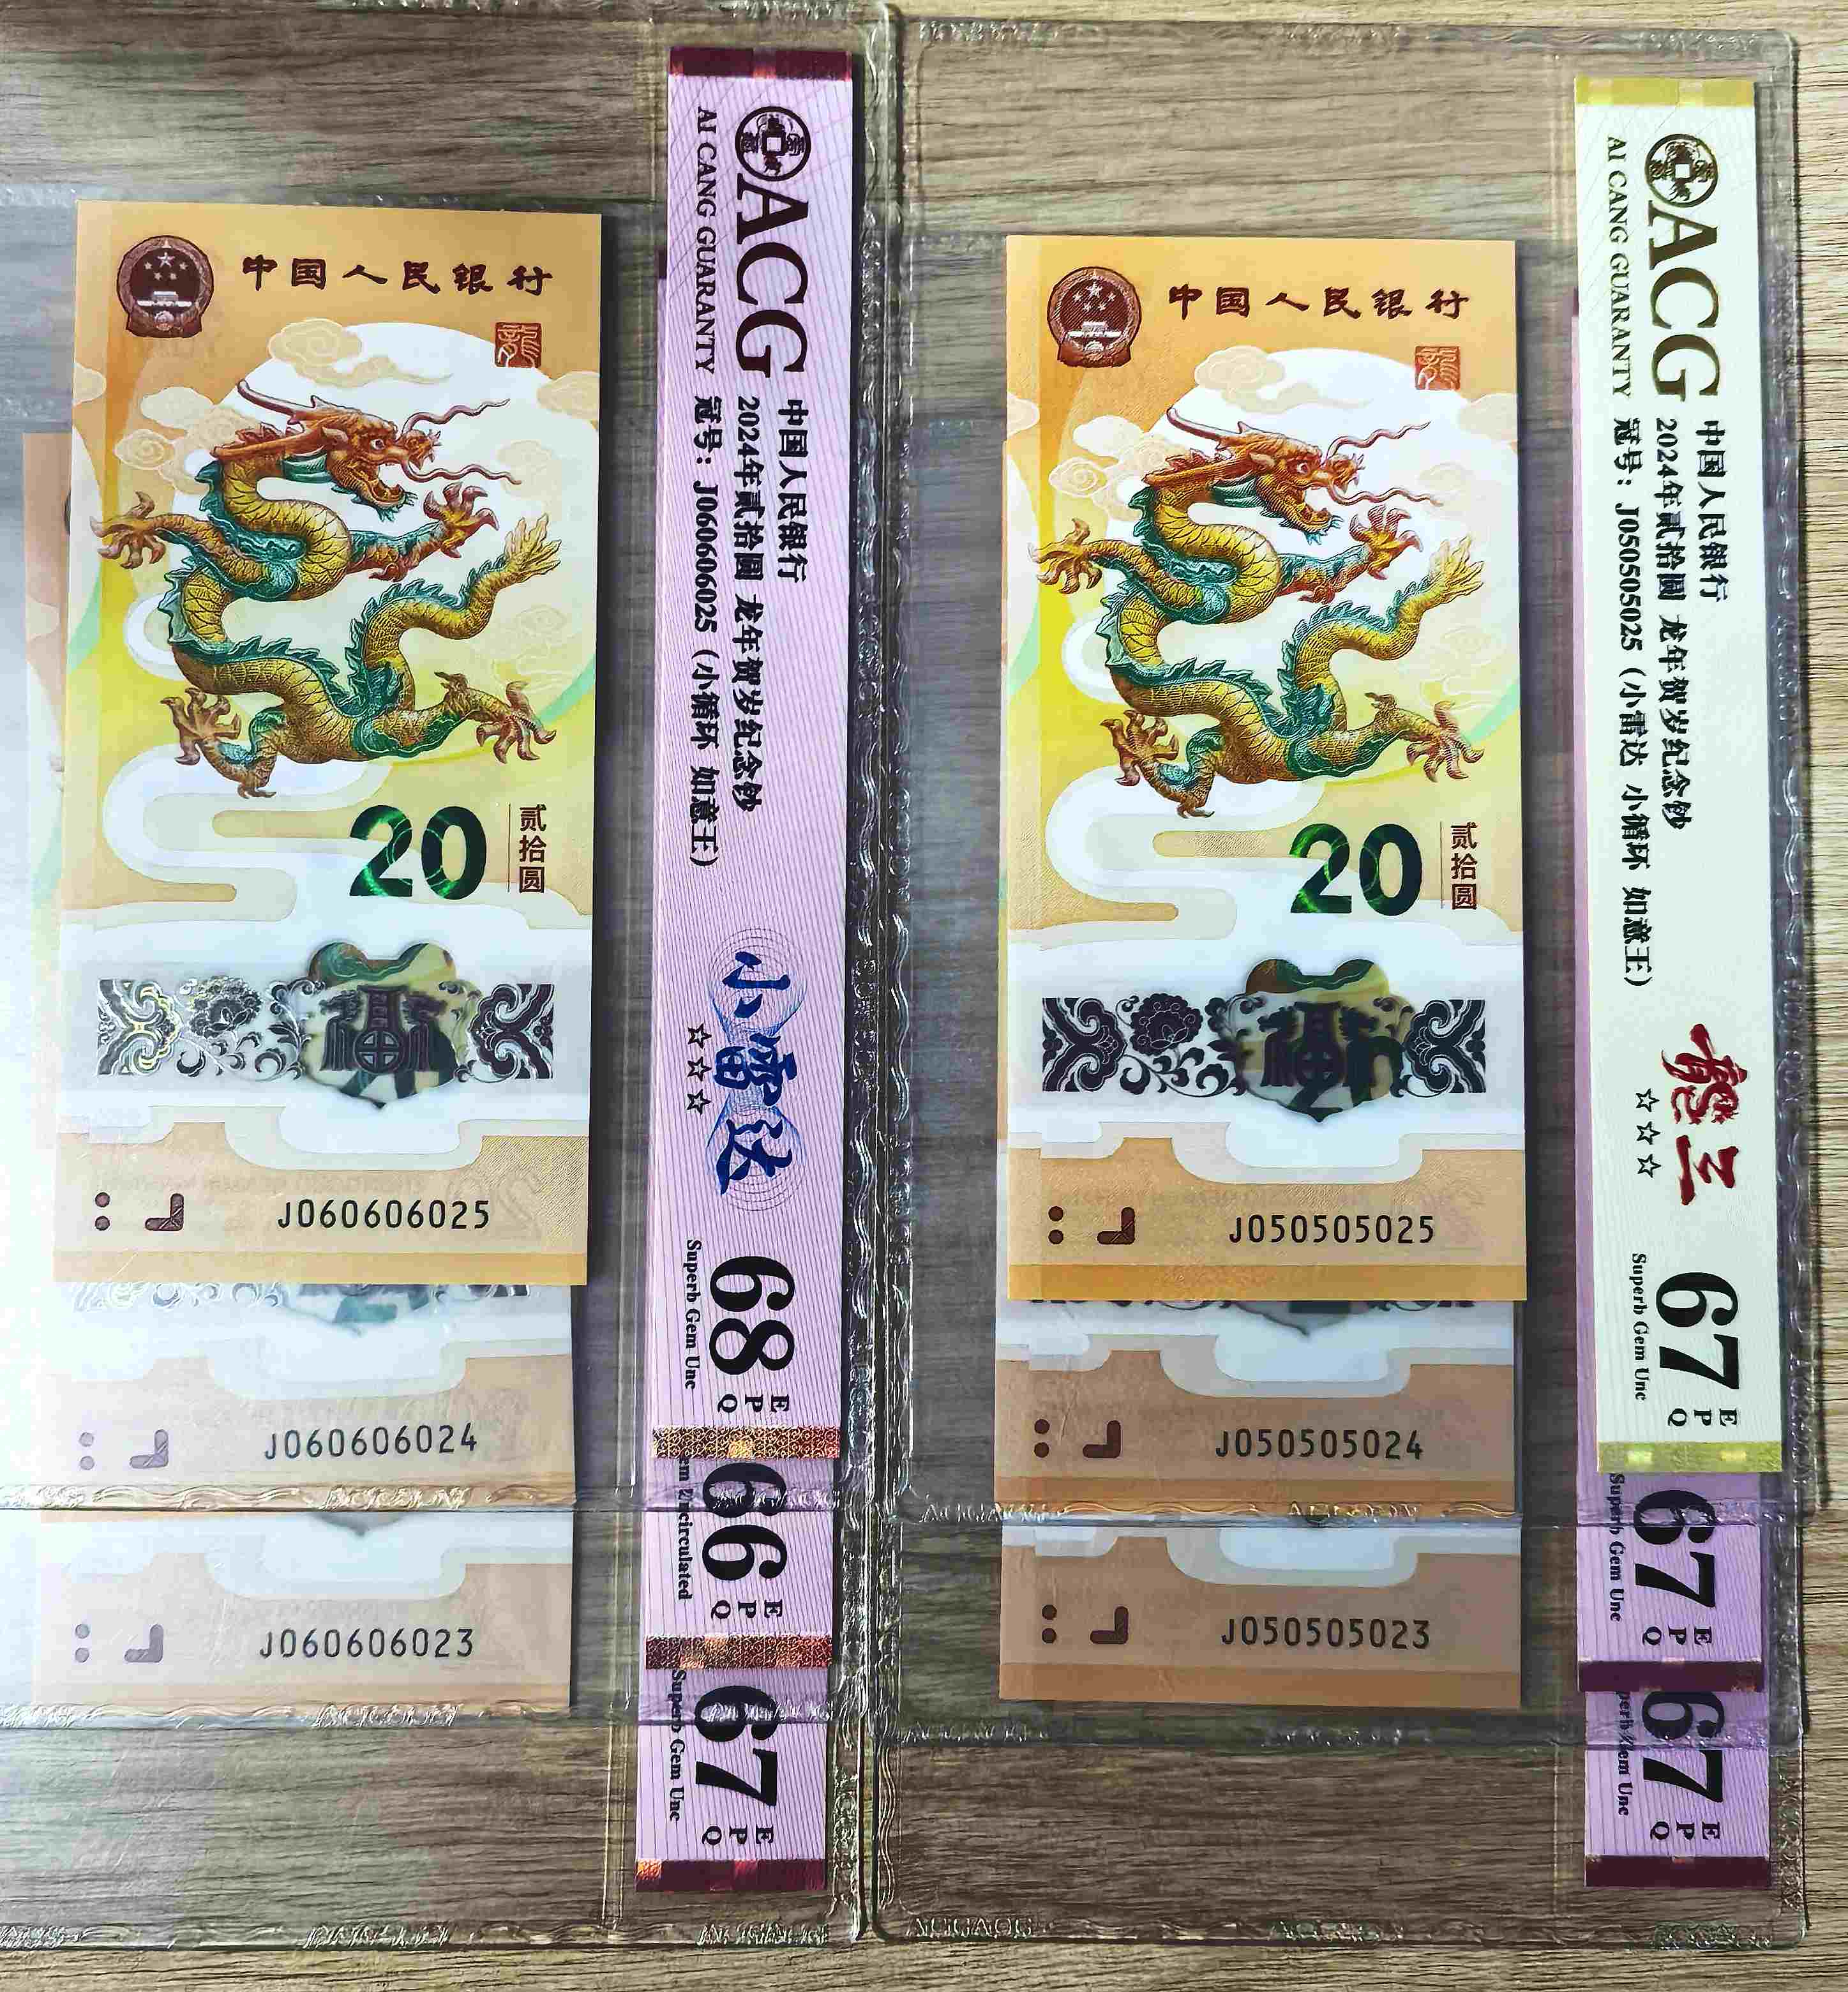 中国人民银行
龍
20
贰拾圆
福
J060606025
J060606024
J060606023
ACG
AI CANG GUARANTY
中国人民银行
2024年贰拾圆 龙年贺岁纪念钞
冠号：J060606025（小循环 如意王）
小雷达
☆☆☆
68
EPQ
Superb Gem Unc
66
EPQ
67
EPQ
Superb Gem Unc
中国人民银行
龍
20
贰拾圆
福
J050505025
J050505024
J050505023
ACG
AI CANG GUARANTY
中国人民银行
2024年贰拾圆 龙年贺岁纪念钞
冠号：J050505025（小雷达 小循环 如意王）
龍王
☆☆☆
67
EPQ
Superb Gem Unc
67
EPQ
Superb Gem Unc
67
EPQ